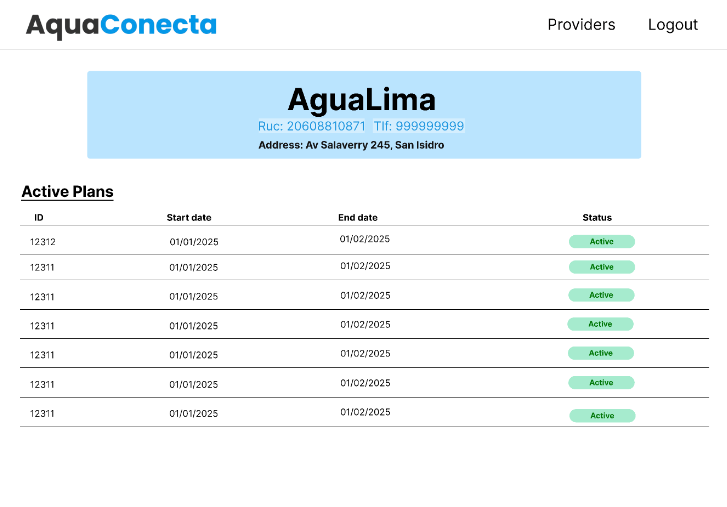 AquaConecta Providers Logout
AguaLima
Ruc: 20608810871 Tlf: 999999999
Address: Av Salaverry 245, San Isidro
Active Plans
ID Start date End date Status
12312 01/01/2025 01/02/2025 Active
12311 01/01/2025 01/02/2025 Active
12311 01/01/2025 01/02/2025 Active
12311 01/01/2025 01/02/2025 Active
12311 01/01/2025 01/02/2025 Active
12311 01/01/2025 01/02/2025 Active
12311 01/01/2025 01/02/2025 Active